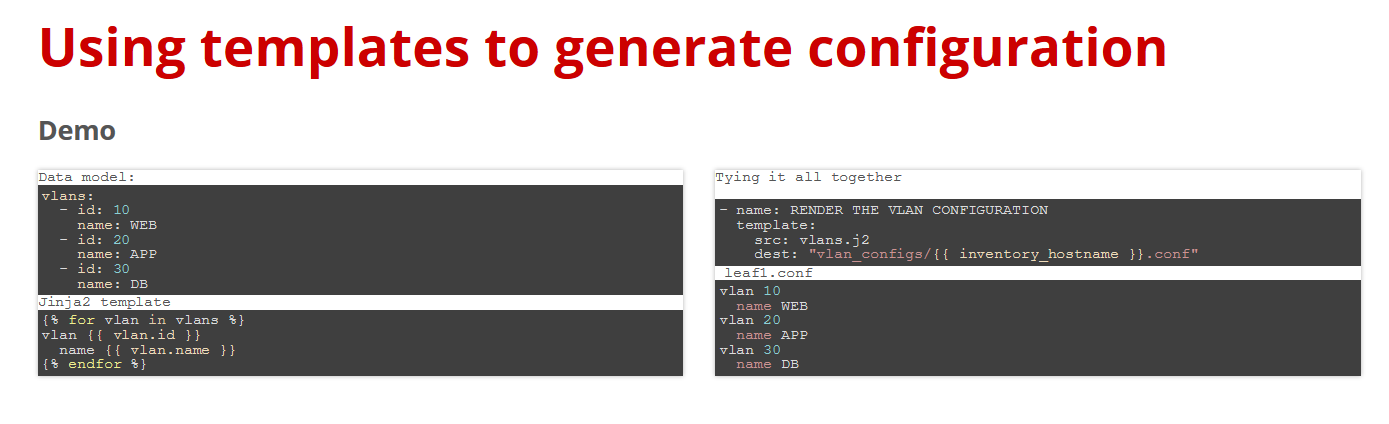 Using templates to generate configuration
Demo
Data model:
vlans:
  - id: 10
    name: WEB
  - id: 20
    name: APP
  - id: 30
    name: DB
Jinja2 template
{% for vlan in vlans %}
vlan {{ vlan.id }}
  name {{ vlan.name }}
{% endfor %}
Tying it all together
- name: RENDER THE VLAN CONFIGURATION
  template:
    src: vlans.j2
    dest: "vlan_configs/{{ inventory_hostname }}.conf"
leaf1.conf
vlan 10
  name WEB
vlan 20
  name APP
vlan 30
  name DB